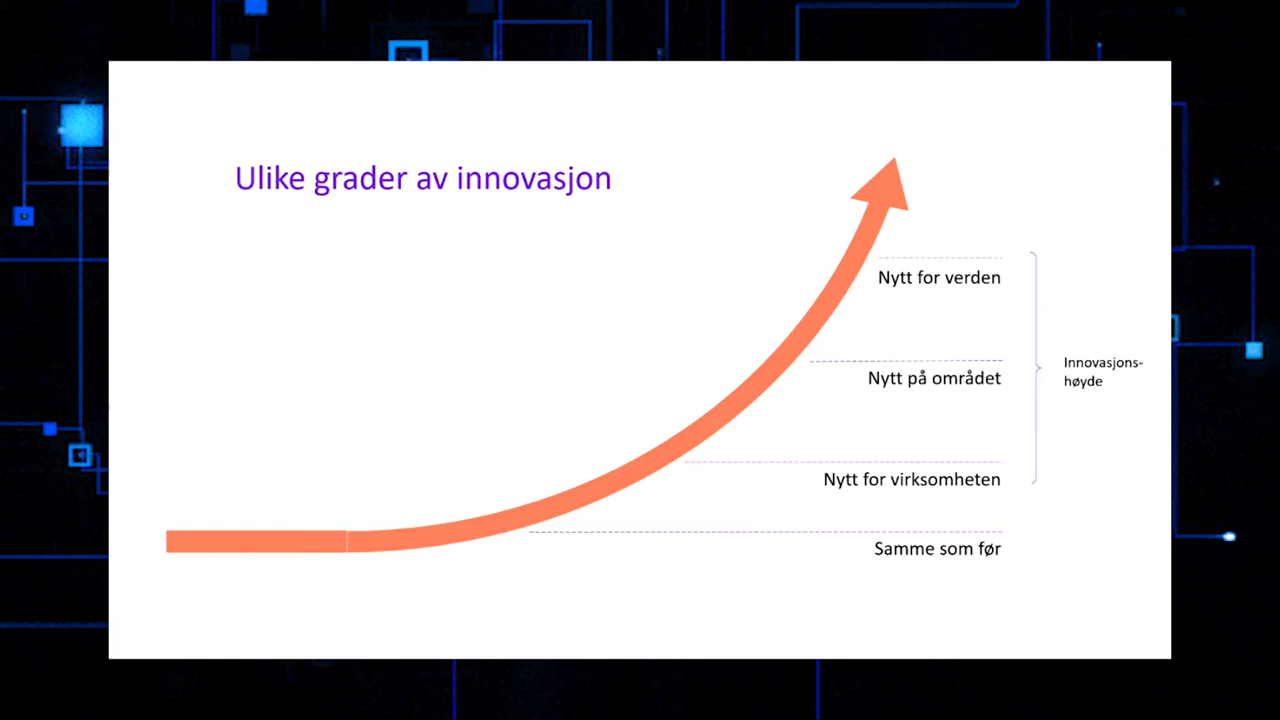 Ulike grader av innovasjon
Nytt for verden
Nytt på området
Innovasjons-
høyde
Nytt for virksomheten
Samme som før